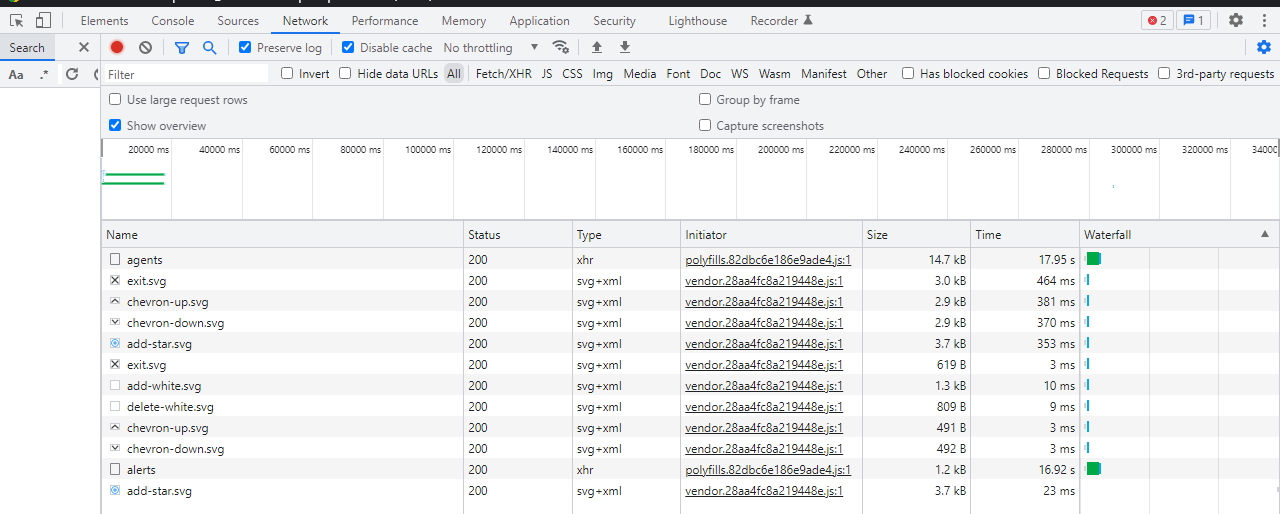 Elements Console Sources Network Performance Memory Application Security Lighthouse Recorder 2 1
Search Preserve log Disable cache No throttling
Aa .* Filter Invert Hide data URLs All Fetch/XHR JS CSS Img Media Font Doc WS Wasm Manifest Other Has blocked cookies Blocked Requests 3rd-party requests
Use large request rows Group by frame
Show overview Capture screenshots
20000 ms 40000 ms 60000 ms 80000 ms 100000 ms 120000 ms 140000 ms 160000 ms 180000 ms 200000 ms 220000 ms 240000 ms 260000 ms 280000 ms 300000 ms 320000 ms 34000
Name Status Type Initiator Size Time Waterfall
agents 200 xhr polyfills.82dbc6e186e9ade4.js:1 14.7 kB 17.95 s
exit.svg 200 svg+xml vendor.28aa4fc8a219448e.js:1 3.0 kB 464 ms
chevron-up.svg 200 svg+xml vendor.28aa4fc8a219448e.js:1 2.9 kB 381 ms
chevron-down.svg 200 svg+xml vendor.28aa4fc8a219448e.js:1 2.9 kB 370 ms
add-star.svg 200 svg+xml vendor.28aa4fc8a219448e.js:1 3.7 kB 353 ms
exit.svg 200 svg+xml vendor.28aa4fc8a219448e.js:1 619 B 3 ms
add-white.svg 200 svg+xml vendor.28aa4fc8a219448e.js:1 1.3 kB 10 ms
delete-white.svg 200 svg+xml vendor.28aa4fc8a219448e.js:1 809 B 9 ms
chevron-up.svg 200 svg+xml vendor.28aa4fc8a219448e.js:1 491 B 3 ms
chevron-down.svg 200 svg+xml vendor.28aa4fc8a219448e.js:1 492 B 3 ms
alerts 200 xhr polyfills.82dbc6e186e9ade4.js:1 1.2 kB 16.92 s
add-star.svg 200 svg+xml vendor.28aa4fc8a219448e.js:1 3.7 kB 23 ms